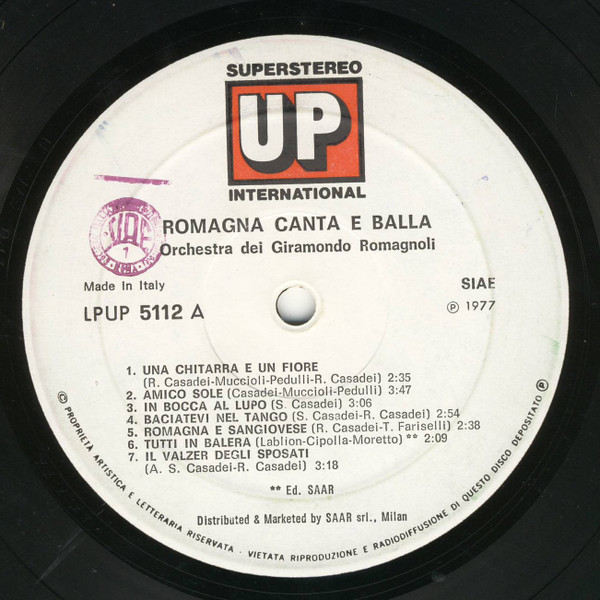 SUPERSTEREO
UP
INTERNATIONAL
ROMAGNA CANTA E BALLA
Orchestra dei Giramondo Romagnoli
Made In Italy
SIAE
LPUP 5112 A
Ⓟ 1977
1. UNA CHITARRA E UN FIORE
(R. Casadei-Muccioli-Pedulli-R. Casadei) 2:35
2. AMICO SOLE (Casadei-Muccioli-Pedulli) 3:47
3. IN BOCCA AL LUPO (S. Casadei) 3:06
4. BACIATEVI NEL TANGO (S. Casadei-R. Casadei) 2:54
5. ROMAGNA E SANGIOVESE (R. Casadei-T. Fariselli) 2:38
6. TUTTI IN BALERA (Lablion-Cipolla-Moretto) ** 2:09
7. IL VALZER DEGLI SPOSATI
(A. S. Casadei-R. Casadei) 3:18
** Ed. SAAR
Distributed & Marketed by SAAR srl., Milan
© PROPRIETA ARTISTICA E LETTERARIA RISERVATA - VIETATA RIPRODUZIONE E RADIODIFFUSIONE DI QUESTO DISCO DEPOSITATO Ⓟ
SIAE
1
ROMA